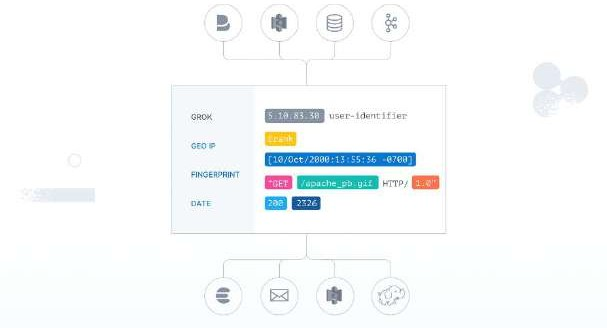 GROK
GEO IP
FINGERPRINT
DATE
5.10.83.30 user-identifier
frank
[10/Oct/2000:13:55:36 -0700]
"GET /apache_pb.gif HTTP/ 1.0"
200 2326